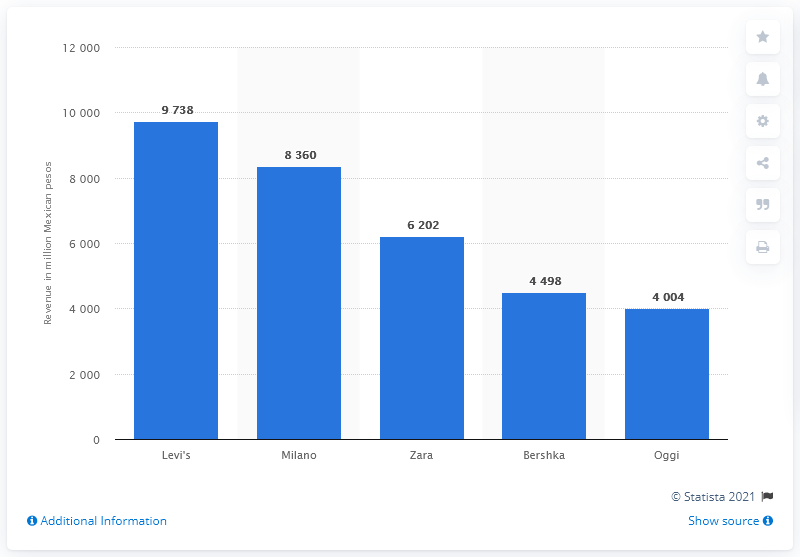 12 000
10 000
8 000
6 000
4 000
2 000
0
Revenue in million Mexican pesos
9 738
8 360
6 202
4 498
4 004
Levi's
Milano
Zara
Bershka
Oggi
© Statista 2021
Additional Information
Show source